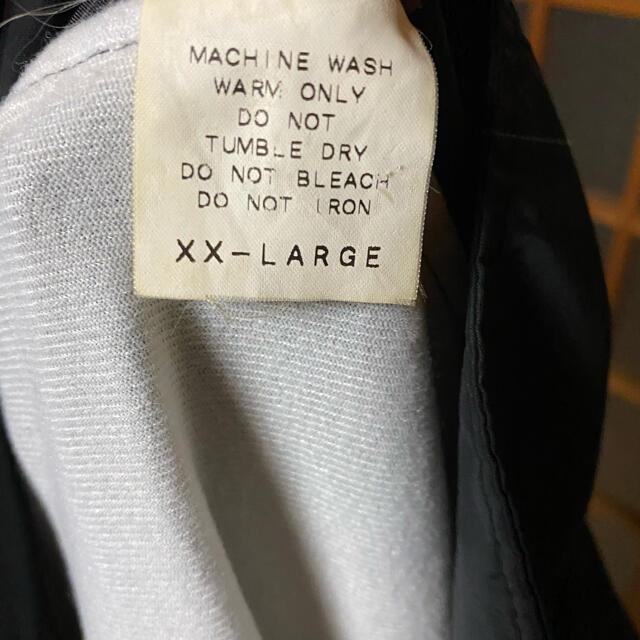 MACHINE WASH
WARM ONLY
DO NOT
TUMBLE DRY
DO NOT BLEACH
DO NOT IRON
XX-LARGE